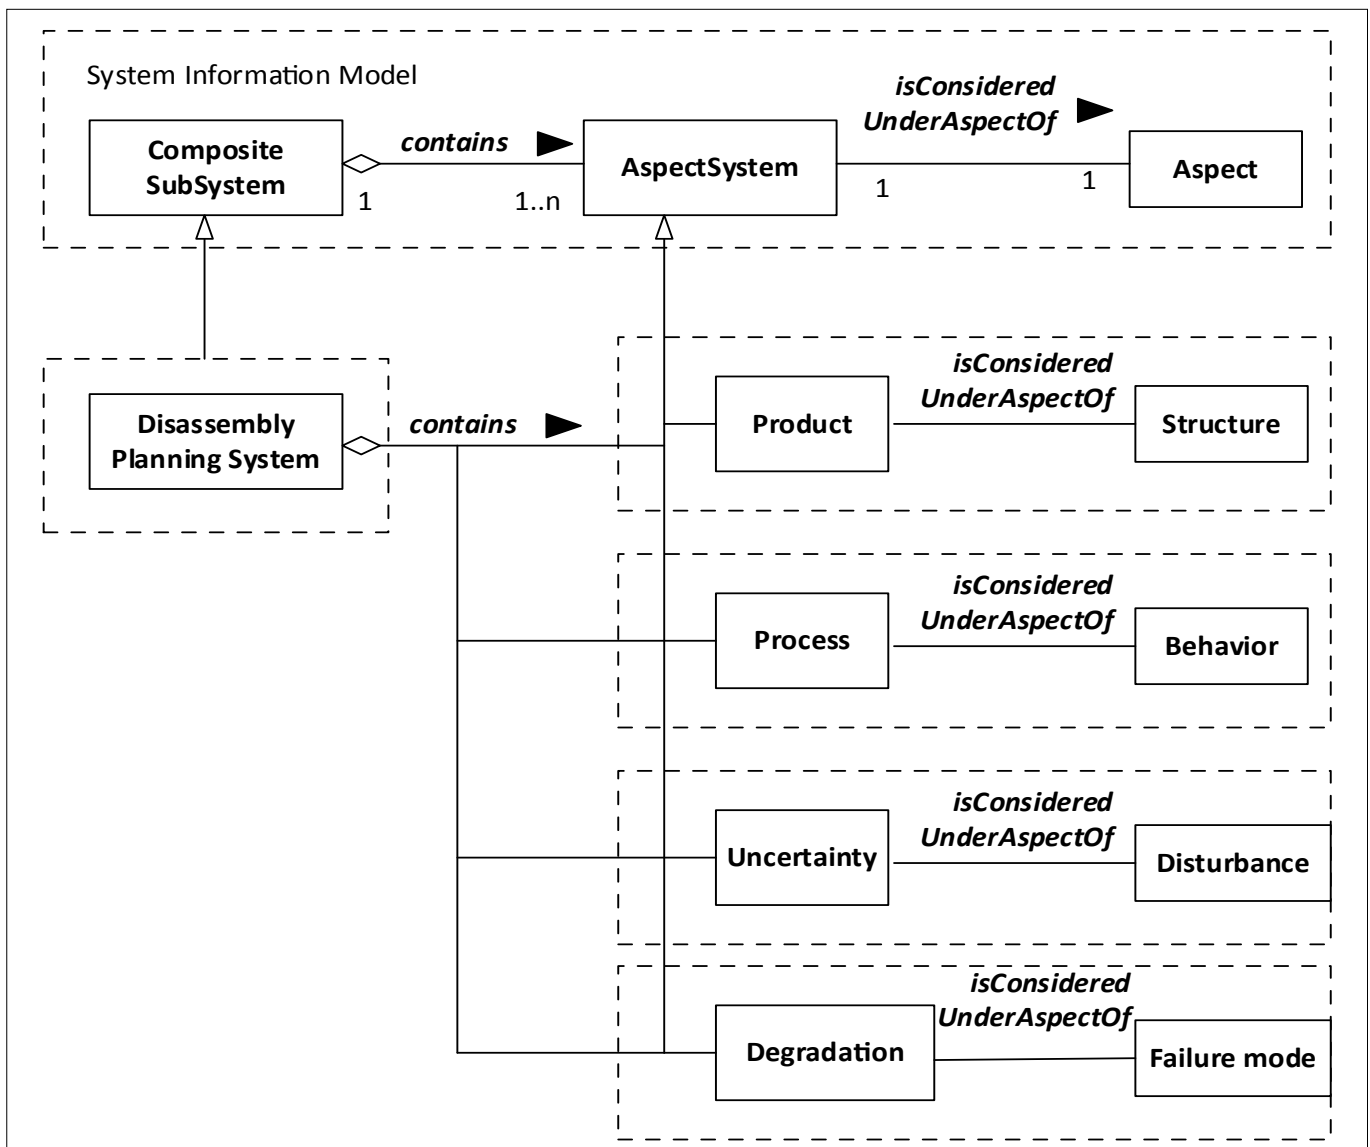 System Information Model
Composite
SubSystem
contains
1
1..n
AspectSystem
isConsidered
UnderAspectOf
1
1
Aspect
Disassembly
Planning System
contains
Product
isConsidered
UnderAspectOf
Structure
Process
isConsidered
UnderAspectOf
Behavior
Uncertainty
isConsidered
UnderAspectOf
Disturbance
Degradation
isConsidered
UnderAspectOf
Failure mode